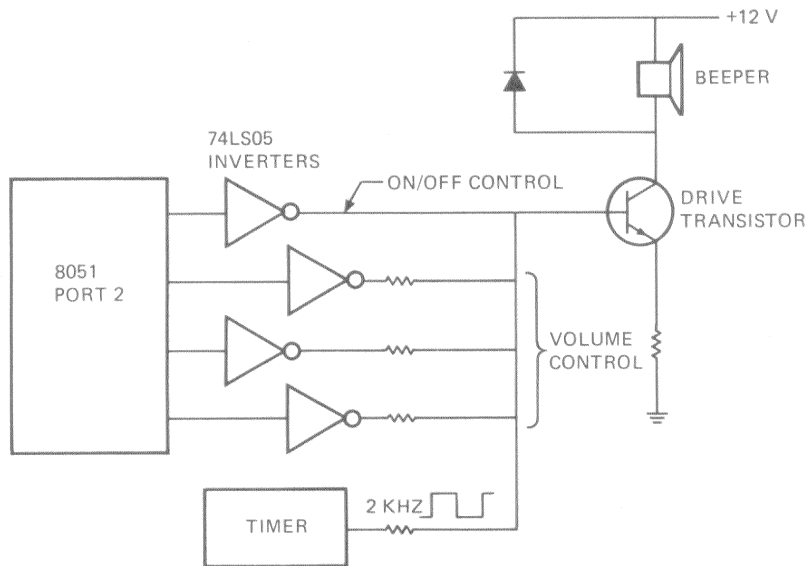 +12 V
BEEPER
74LS05
INVERTERS
ON/OFF CONTROL
DRIVE
TRANSISTOR
8051
PORT 2
VOLUME
CONTROL
2 KHZ
TIMER